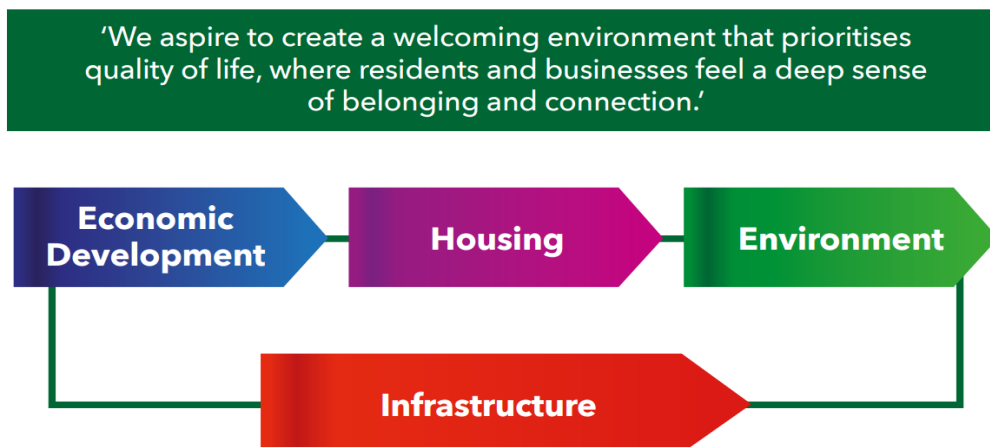 ‘We aspire to create a welcoming environment that prioritises
quality of life, where residents and businesses feel a deep sense
of belonging and connection.’
Economic
Development
Housing
Environment
Infrastructure